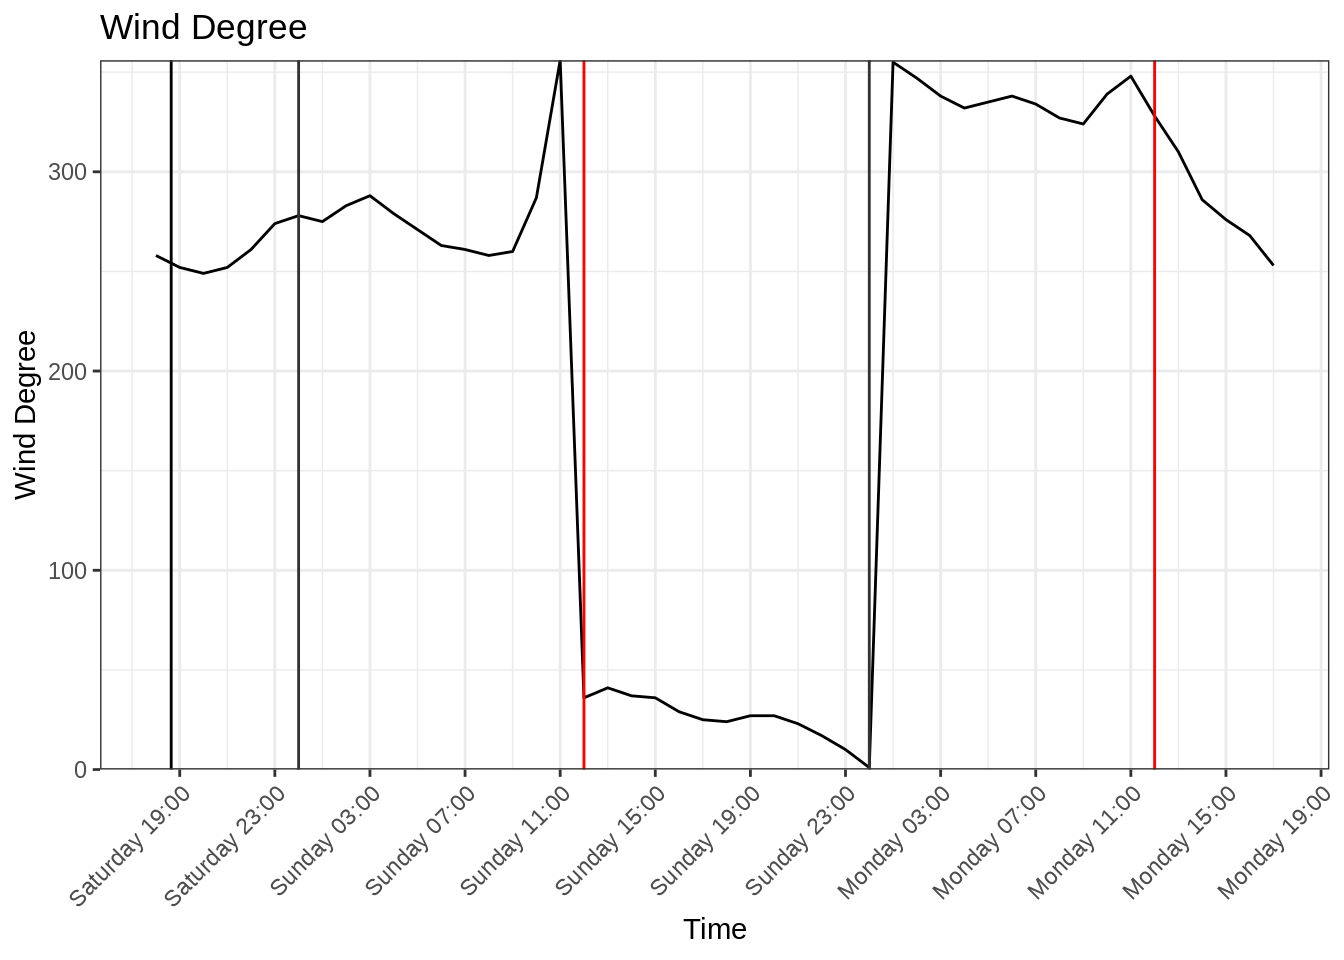 Wind Degree
Wind Degree
300
200
100
0
Saturday 19:00
Saturday 23:00
Sunday 03:00
Sunday 07:00
Sunday 11:00
Sunday 15:00
Sunday 19:00
Sunday 23:00
Monday 03:00
Monday 07:00
Monday 11:00
Monday 15:00
Monday 19:00
Time